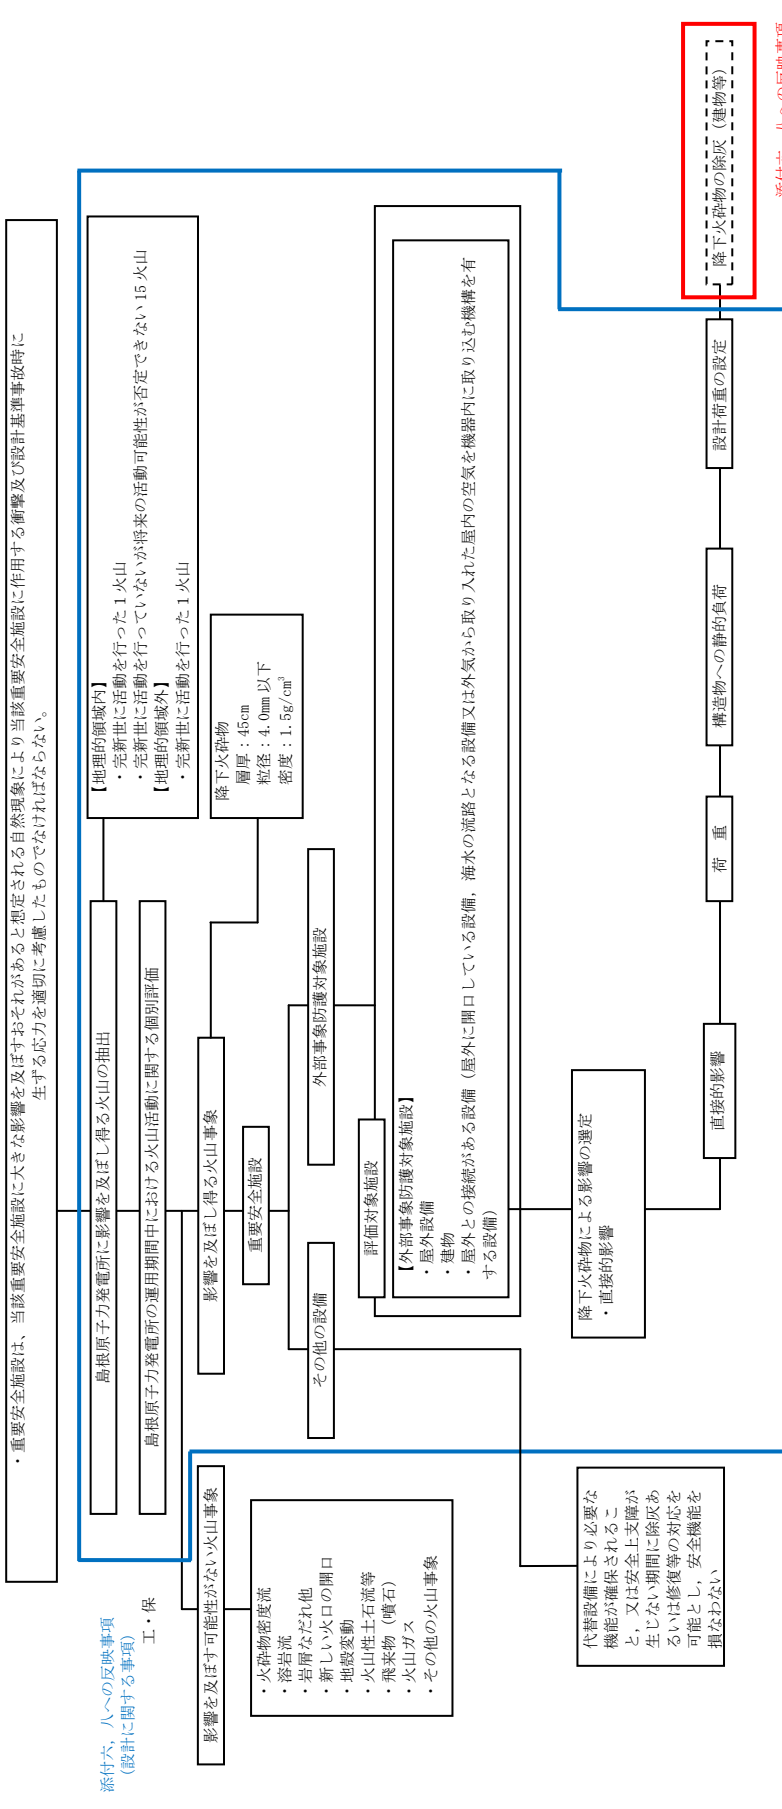 ・重要安全施設は、当該重要安全施設に大きな影響を及ぼすおそれがあると想定される自然現象により当該重要安全施設に作用する衝撃及び設計基準事故時に
生ずる応力を適切に考慮したものでなければならない。
添付六，八への反映事項
（設計に関する事項）
工・保
島根原子力発電所に影響を及ぼし得る火山の抽出
【地理的領域内】
・完新世に活動を行った１火山
・完新世に活動を行っていないが将来の活動可能性が否定できない 15 火山
【地理的領域外】
・完新世に活動を行った１火山
島根原子力発電所の運用期間中における火山活動に関する個別評価
影響を及ぼす可能性がない火山事象
・火砕物密度流
・溶岩流
・岩屑なだれ他
・新しい火口の開口
・地殻変動
・火山性土石流等
・飛来物（噴石）
・火山ガス
・その他の火山事象
影響を及ぼし得る火山事象
降下火砕物
層厚：45cm
粒径：4.0mm 以下
密度：1.5g/cm³
重要安全施設
その他の設備
外部事象防護対象施設
評価対象施設
【外部事象防護対象施設】
・屋外設備
・建物
・屋外との接続がある設備（屋外に開口している設備，海水の流路となる設備又は外気から取り入れた屋内の空気を機器内に取り込む機構を有
する設備）
代替設備により必要な
機能が確保されるこ
と，又は安全上支障が
生じない期間に除灰あ
るいは修復等の対応を
可能とし，安全機能を
損なわない
降下火砕物による影響の選定
・直接的影響
直接的影響
荷　重
構造物への静的負荷
設計荷重の設定
降下火砕物の除灰（建物等）